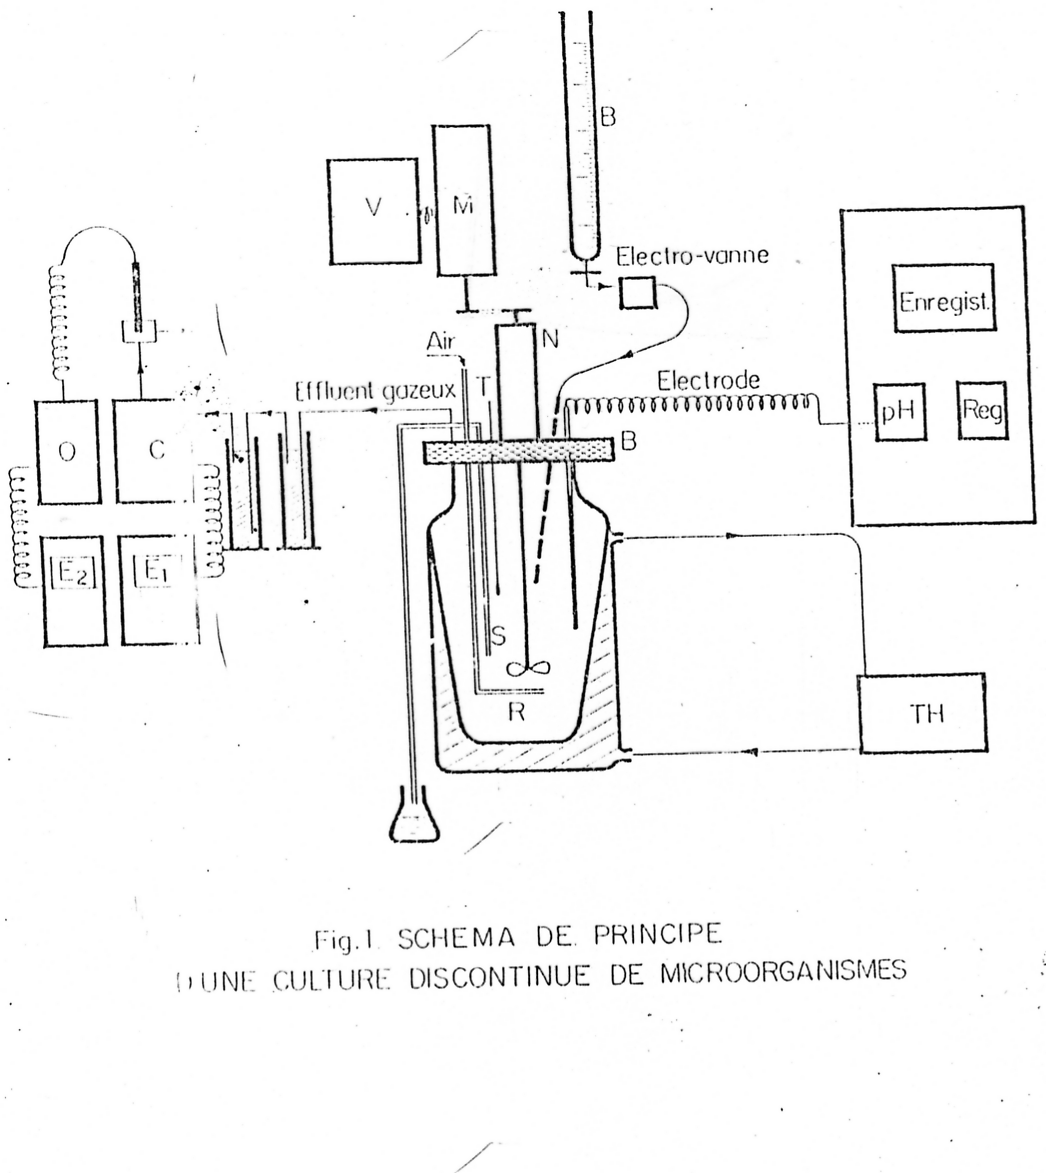 B
V
M
Electro-vanne
Enregist.
N
Air
T
Electrode
Effluent gazeux
pH
Reg
B
O
C
E2
E1
S
R
TH
Fig.1. SCHEMA DE PRINCIPE
D'UNE CULTURE DISCONTINUE DE MICROORGANISMES